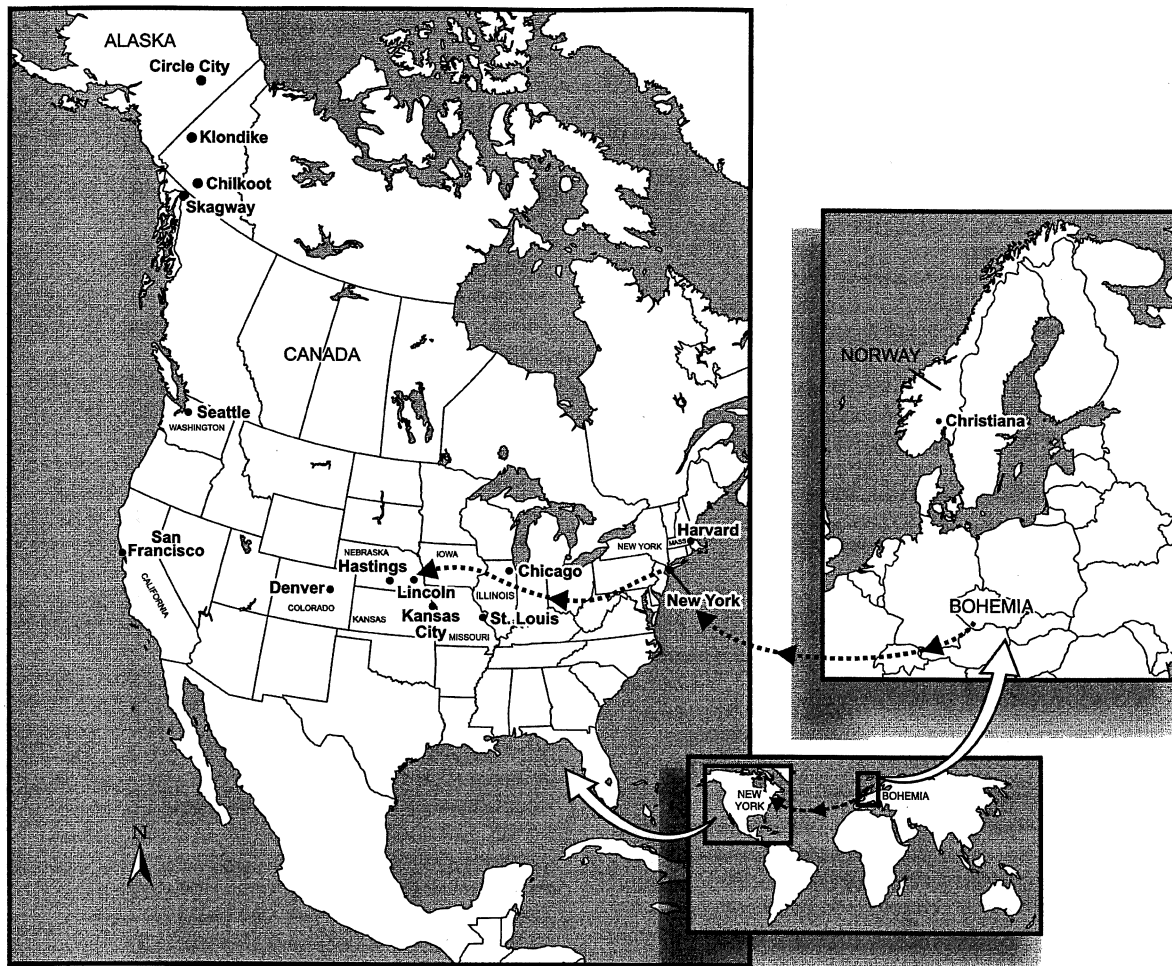 ALASKA
Circle City
Klondike
Chilkoot
Skagway
CANADA
Seattle
WASHINGTON
San
Francisco
CALIFORNIA
Denver
COLORADO
NEBRASKA
Hastings
Lincoln
IOWA
KANSAS
Kansas
City
MISSOURI
ILLINOIS
Chicago
St. Louis
NEW YORK
MASS
Harvard
New York
N
NORWAY
Christiana
BOHEMIA
NEW
YORK
BOHEMIA